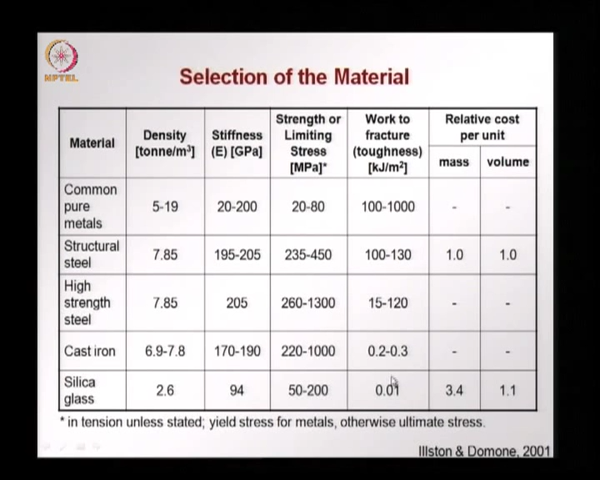 NPTEL
Selection of the Material
Material
Density
[tonne/m³]
Stiffness
(E) [GPa]
Strength or
Limiting
Stress
[MPa]*
Work to
fracture
(toughness)
[kJ/m²]
Relative cost
per unit
mass
volume
Common
pure
metals
5-19
20-200
20-80
100-1000
-
-
Structural
steel
7.85
195-205
235-450
100-130
1.0
1.0
High
strength
steel
7.85
205
260-1300
15-120
-
-
Cast iron
6.9-7.8
170-190
220-1000
0.2-0.3
-
-
Silica
glass
2.6
94
50-200
0.01
3.4
1.1
* in tension unless stated; yield stress for metals, otherwise ultimate stress.
Illston & Domone, 2001